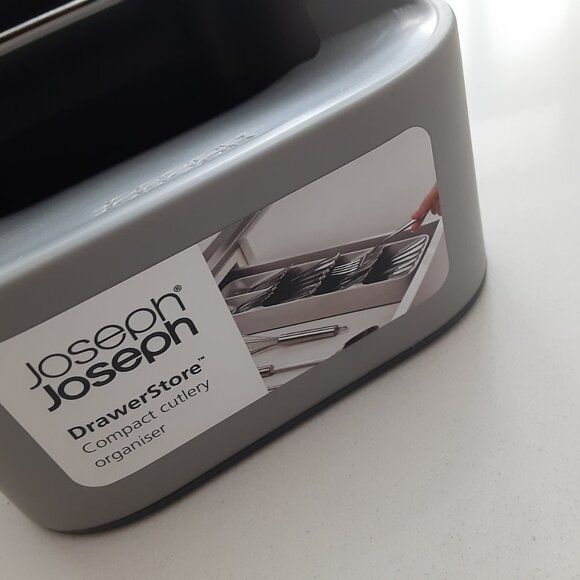 Joseph®
Joseph
DrawerStore™
Compact cutlery
organiser